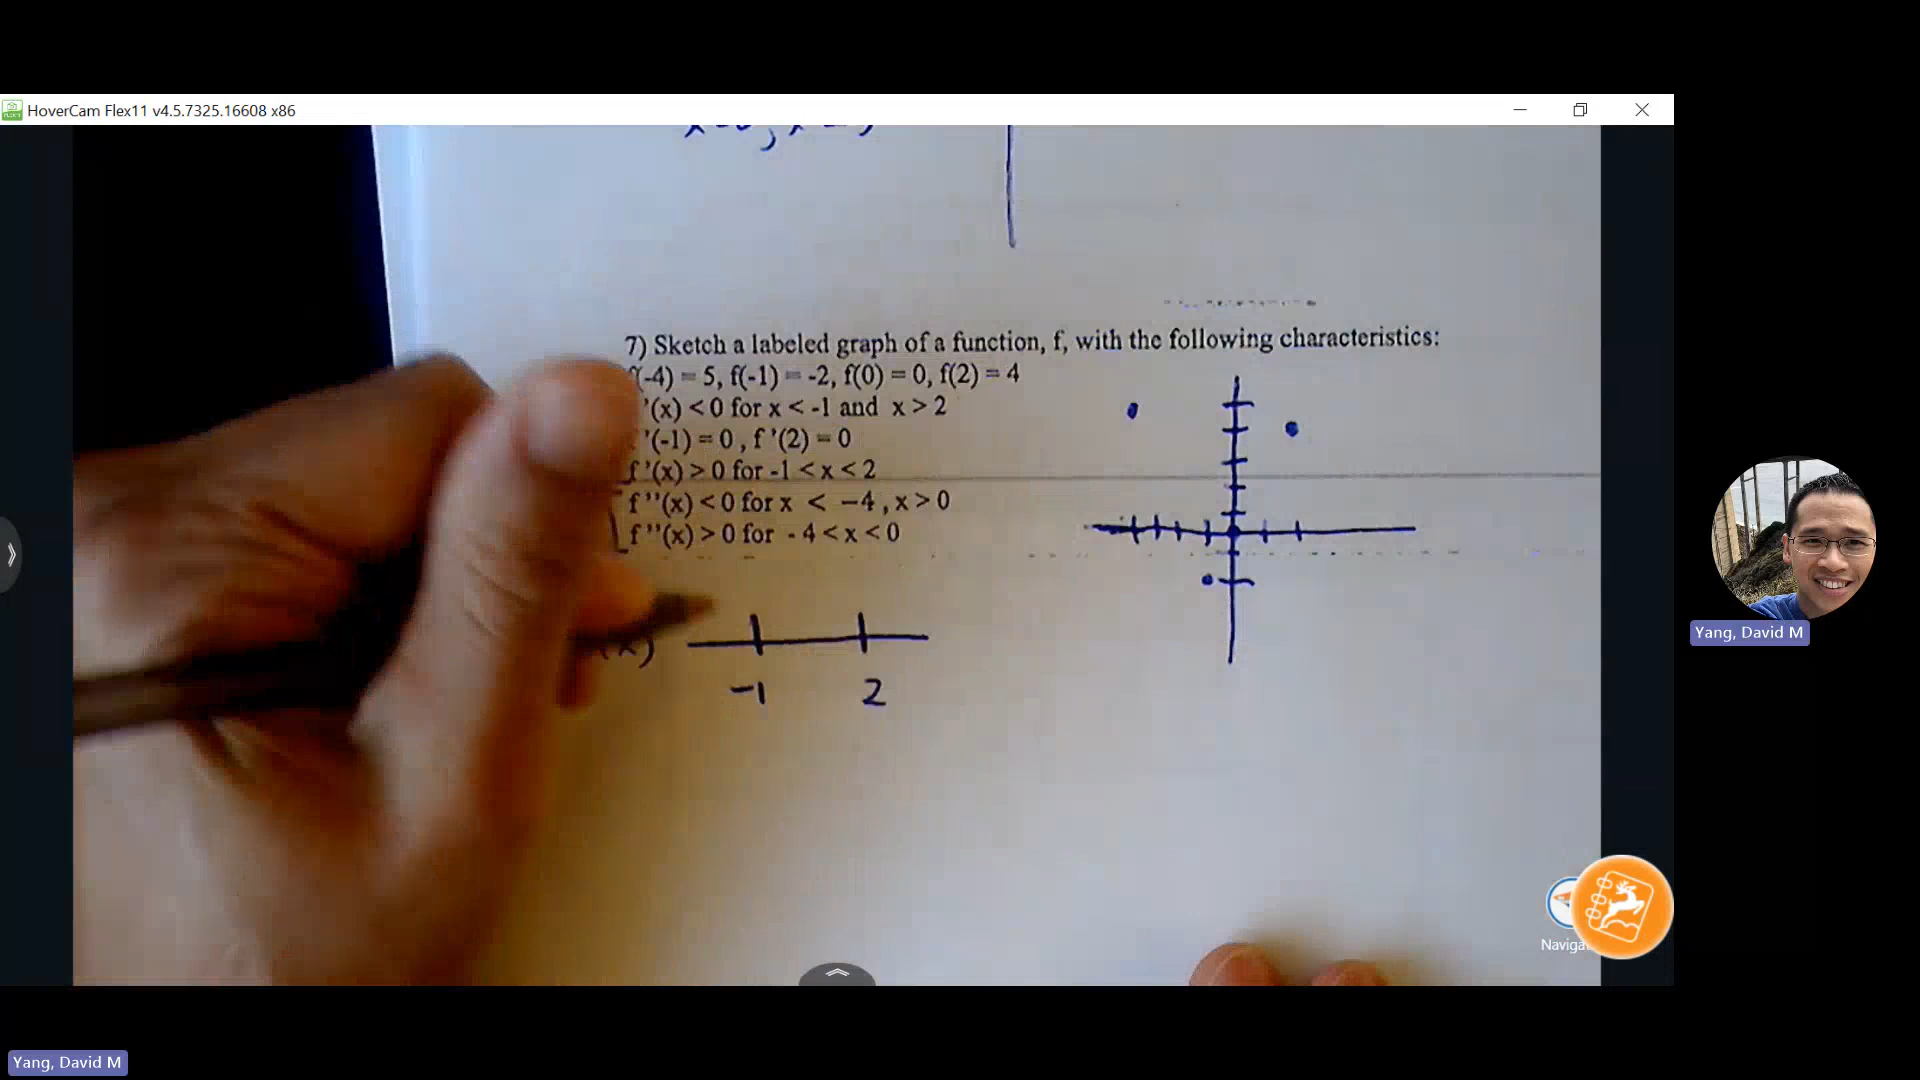 HoverCam Flex11 v4.5.7325.16608 x86
7) Sketch a labeled graph of a function, f, with the following characteristics:
(-4) = 5, f(-1) = -2, f(0) = 0, f(2) = 4
'(x) < 0 for x < -1 and x > 2
'(-1) = 0 , f '(2) = 0
f '(x) > 0 for -1 < x < 2
f ''(x) < 0 for x < −4 , x > 0
f ''(x) > 0 for - 4 < x < 0
(x)
-1 2
Yang, David M
Naviga
Yang, David M